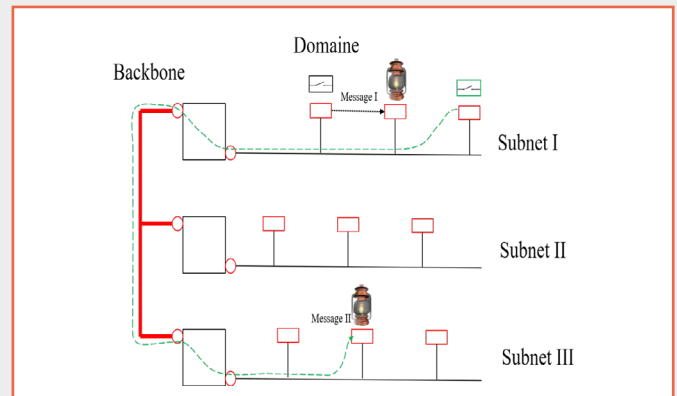 Domaine
Backbone
Message I
Subnet I
Subnet II
Message II
Subnet III